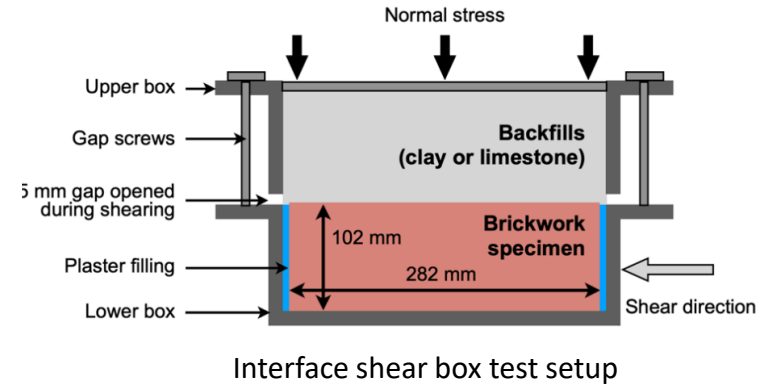 Normal stress
Upper box
Gap screws
Backfills
(clay or limestone)
5 mm gap opened
during shearing
Brickwork
specimen
102 mm
282 mm
Plaster filling
Lower box
Shear direction
Interface shear box test setup